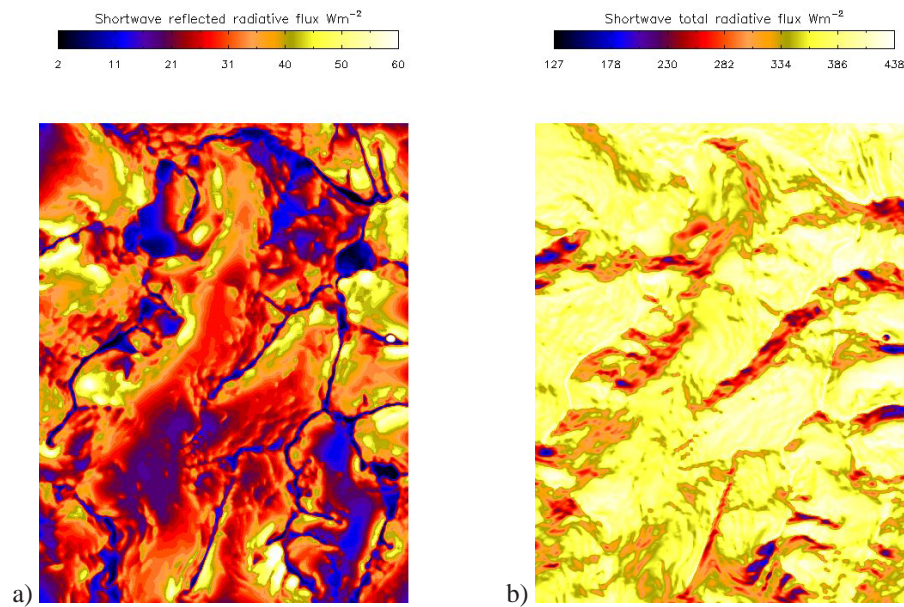 Shortwave reflected radiative flux Wm−2
2 11 21 31 40 50 60
a)
Shortwave total radiative flux Wm−2
127 178 230 282 334 386 438
b)